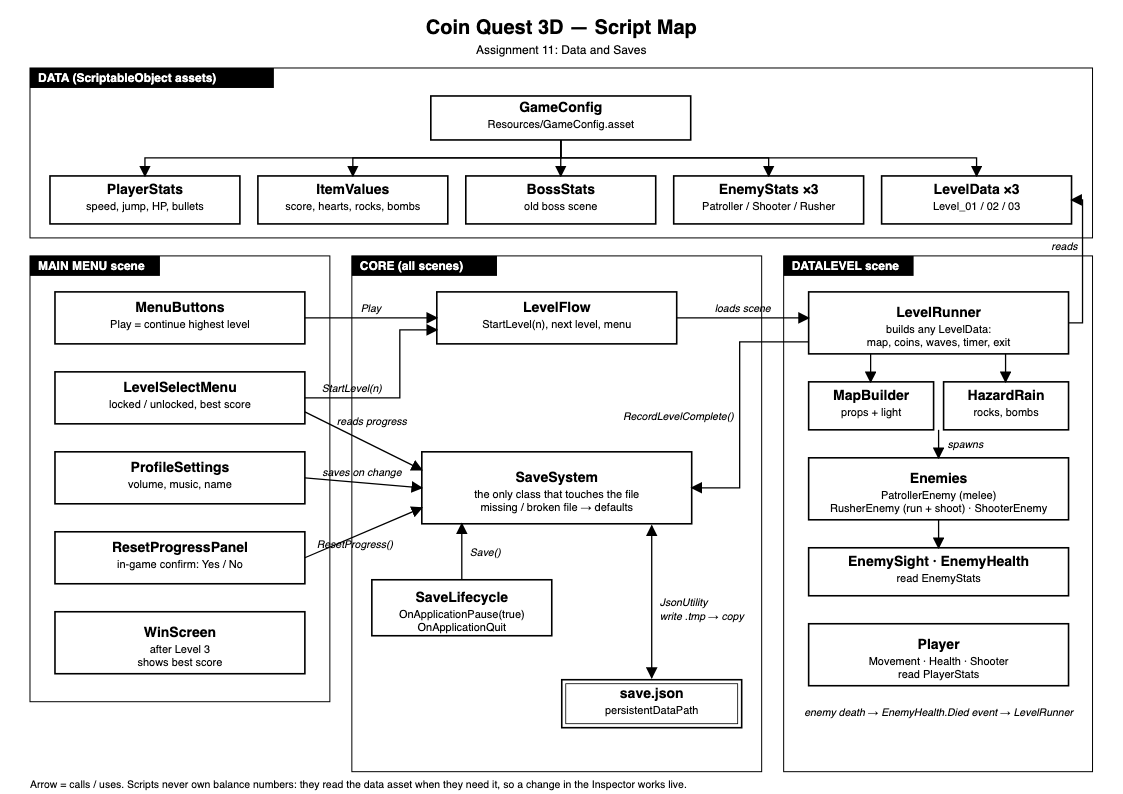 Coin Quest 3D — Script Map
Assignment 11: Data and Saves
DATA (ScriptableObject assets)
GameConfig
Resources/GameConfig.asset
PlayerStats
speed, jump, HP, bullets
ItemValues
score, hearts, rocks, bombs
BossStats
old boss scene
EnemyStats ×3
Patroller / Shooter / Rusher
LevelData ×3
Level_01 / 02 / 03
reads
MAIN MENU scene
MenuButtons
Play = continue highest level
LevelSelectMenu
locked / unlocked, best score
ProfileSettings
volume, music, name
ResetProgressPanel
in-game confirm: Yes / No
WinScreen
after Level 3
shows best score
Play
StartLevel(n)
reads progress
saves on change
ResetProgress()
CORE (all scenes)
LevelFlow
StartLevel(n), next level, menu
loads scene
RecordLevelComplete()
SaveSystem
the only class that touches the file
missing / broken file → defaults
Save()
SaveLifecycle
OnApplicationPause(true)
OnApplicationQuit
JsonUtility
write .tmp → copy
save.json
persistentDataPath
DATALEVEL scene
LevelRunner
builds any LevelData:
map, coins, waves, timer, exit
MapBuilder
props + light
HazardRain
rocks, bombs
spawns
Enemies
PatrollerEnemy (melee)
RusherEnemy (run + shoot) · ShooterEnemy
EnemySight · EnemyHealth
read EnemyStats
Player
Movement · Health · Shooter
read PlayerStats
enemy death → EnemyHealth.Died event → LevelRunner
Arrow = calls / uses. Scripts never own balance numbers: they read the data asset when they need it, so a change in the Inspector works live.